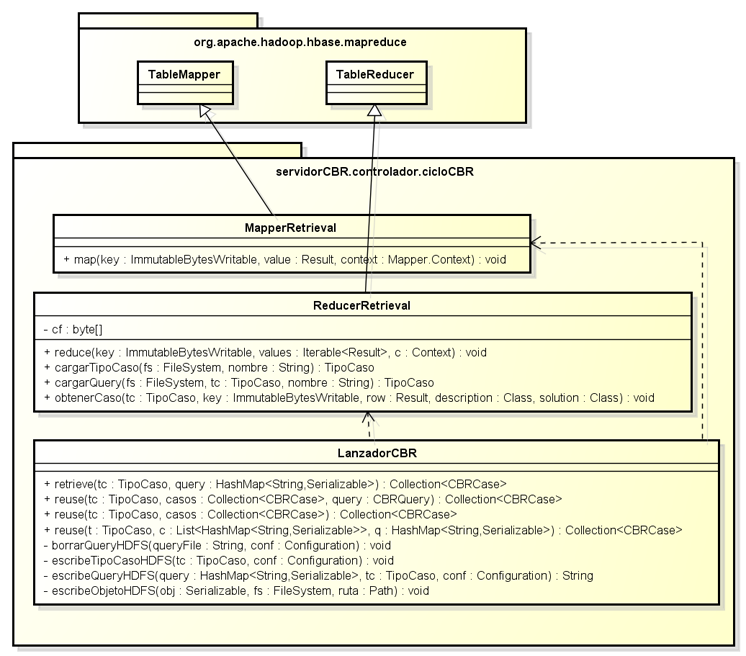 org.apache.hadoop.hbase.mapreduce
TableMapper
TableReducer
servidorCBR.controlador.cicloCBR
MapperRetrieval
+ map(key : ImmutableBytesWritable, value : Result, context : Mapper.Context) : void
ReducerRetrieval
- cf : byte[]
+ reduce(key : ImmutableBytesWritable, values : Iterable<Result>, c : Context) : void
+ cargarTipoCaso(fs : FileSystem, nombre : String) : TipoCaso
+ cargarQuery(fs : FileSystem, tc : TipoCaso, nombre : String) : TipoCaso
+ obtenerCaso(tc : TipoCaso, key : ImmutableBytesWritable, row : Result, description : Class, solution : Class) : void
LanzadorCBR
+ retrieve(tc : TipoCaso, query : HashMap<String,Serializable>) : Collection<CBRCase>
+ reuse(tc : TipoCaso, casos : Collection<CBRCase>, query : CBRQuery) : Collection<CBRCase>
+ reuse(tc : TipoCaso, casos : Collection<CBRCase>) : Collection<CBRCase>
+ reuse(t : TipoCaso, c : List<HashMap<String,Serializable>>, q : HashMap<String,Serializable>) : Collection<CBRCase>
- borrarQueryHDFS(queryFile : String, conf : Configuration) : void
- escribeTipoCasoHDFS(tc : TipoCaso, conf : Configuration) : void
- escribeQueryHDFS(query : HashMap<String,Serializable>, tc : TipoCaso, conf : Configuration) : String
- escribeObjetoHDFS(obj : Serializable, fs : FileSystem, ruta : Path) : void